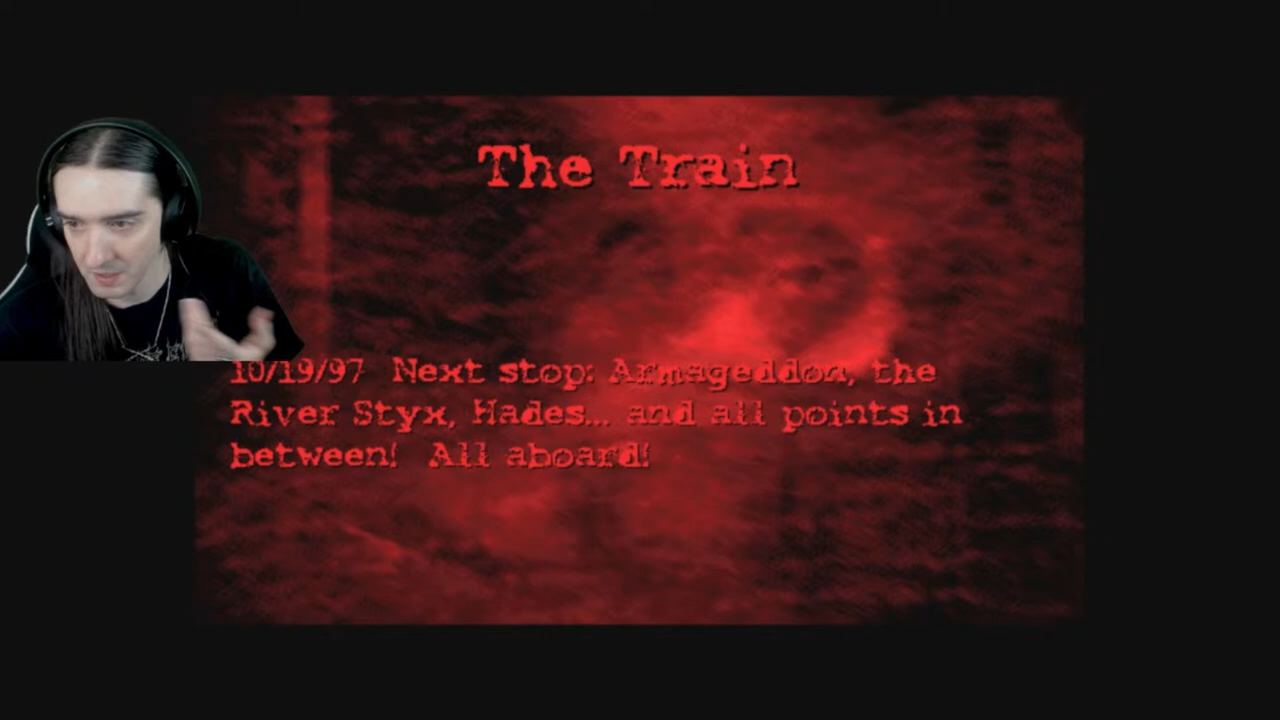 The Train
10/19/97 Next stop: Armageddon, the
River Styx, Hades... and all points in
between! All aboard!